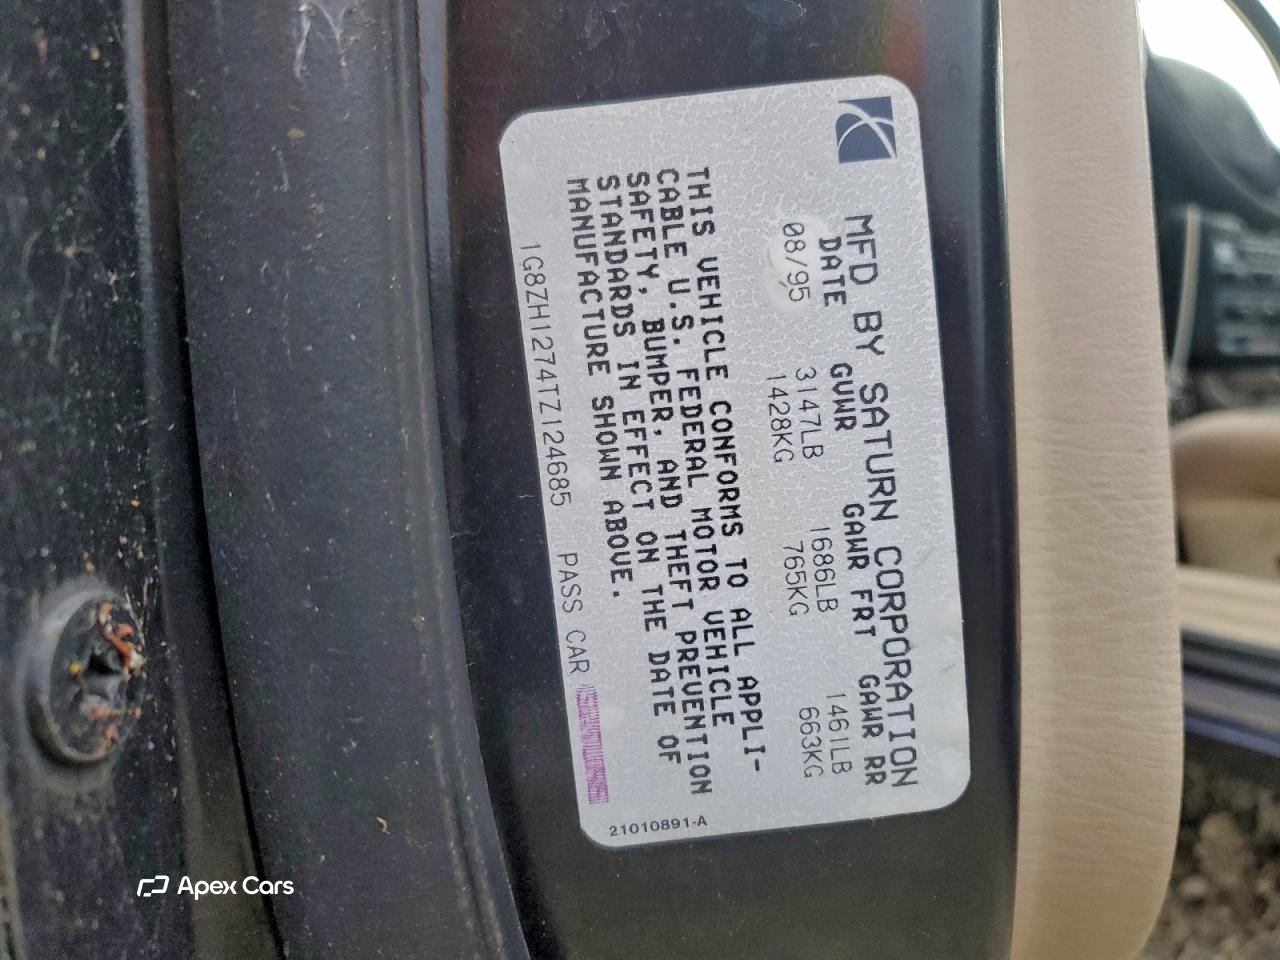 MFD BY SATURN CORPORATION
DATE GVWR GAWR FRT GAWR RR
08/95 3147LB 1686LB 1461LB
1428KG 765KG 663KG
THIS VEHICLE CONFORMS TO ALL APPLI-
CABLE U.S. FEDERAL MOTOR VEHICLE
SAFETY, BUMPER, AND THEFT PREVENTION
STANDARDS IN EFFECT ON THE DATE OF
MANUFACTURE SHOWN ABOVE.
1G8ZH1274TZ124685 PASS CAR
21010891-A
Apex Cars